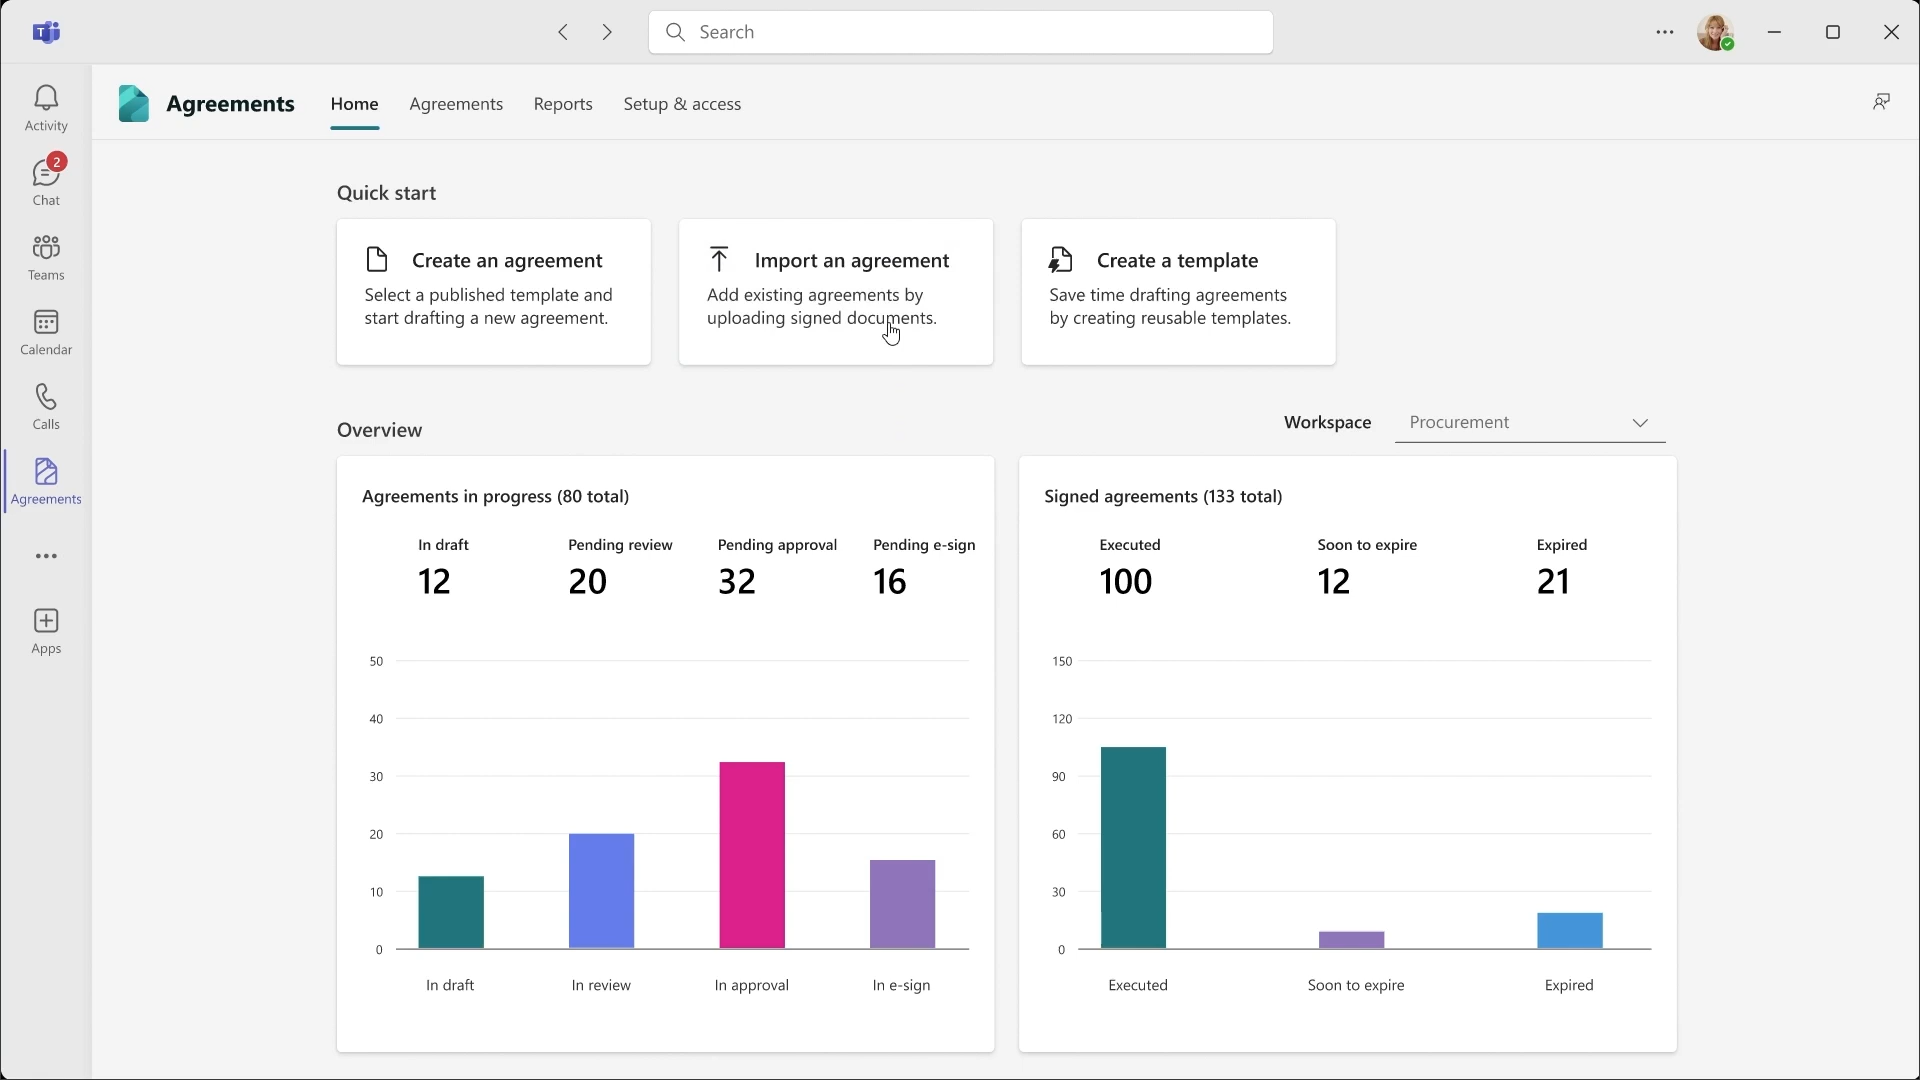 T
Search
Activity
2
Chat
Teams
Calendar
Calls
Agreements
Apps
Agreements
Home
Agreements
Reports
Setup & access
Quick start
Create an agreement
Select a published template and
start drafting a new agreement.
Import an agreement
Add existing agreements by
uploading signed documents.
Create a template
Save time drafting agreements
by creating reusable templates.
Overview
Workspace
Procurement
Agreements in progress (80 total)
In draft
12
Pending review
20
Pending approval
32
Pending e-sign
16
50
40
30
20
10
0
In draft
In review
In approval
In e-sign
Signed agreements (133 total)
Executed
100
Soon to expire
12
Expired
21
150
120
90
60
30
0
Executed
Soon to expire
Expired